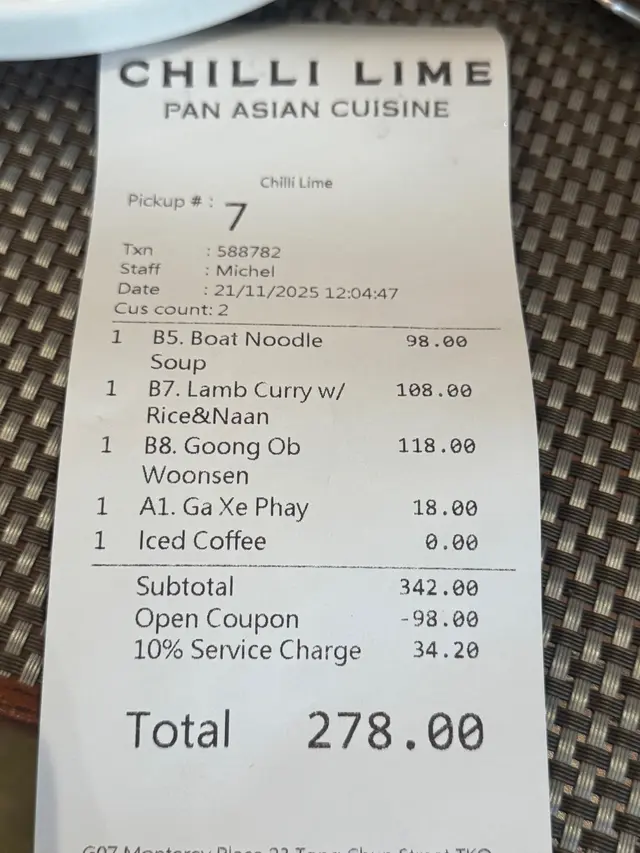 CHILLI LIME
PAN ASIAN CUISINE
Chilli Lime
Pickup # : 7
Txn : 588782
Staff : Michel
Date : 21/11/2025 12:04:47
Cus count: 2
1 B5. Boat Noodle 98.00
Soup
1 B7. Lamb Curry w/ 108.00
Rice&Naan
1 B8. Goong Ob 118.00
Woonsen
1 A1. Ga Xe Phay 18.00
1 Iced Coffee 0.00
Subtotal 342.00
Open Coupon -98.00
10% Service Charge 34.20
Total 278.00